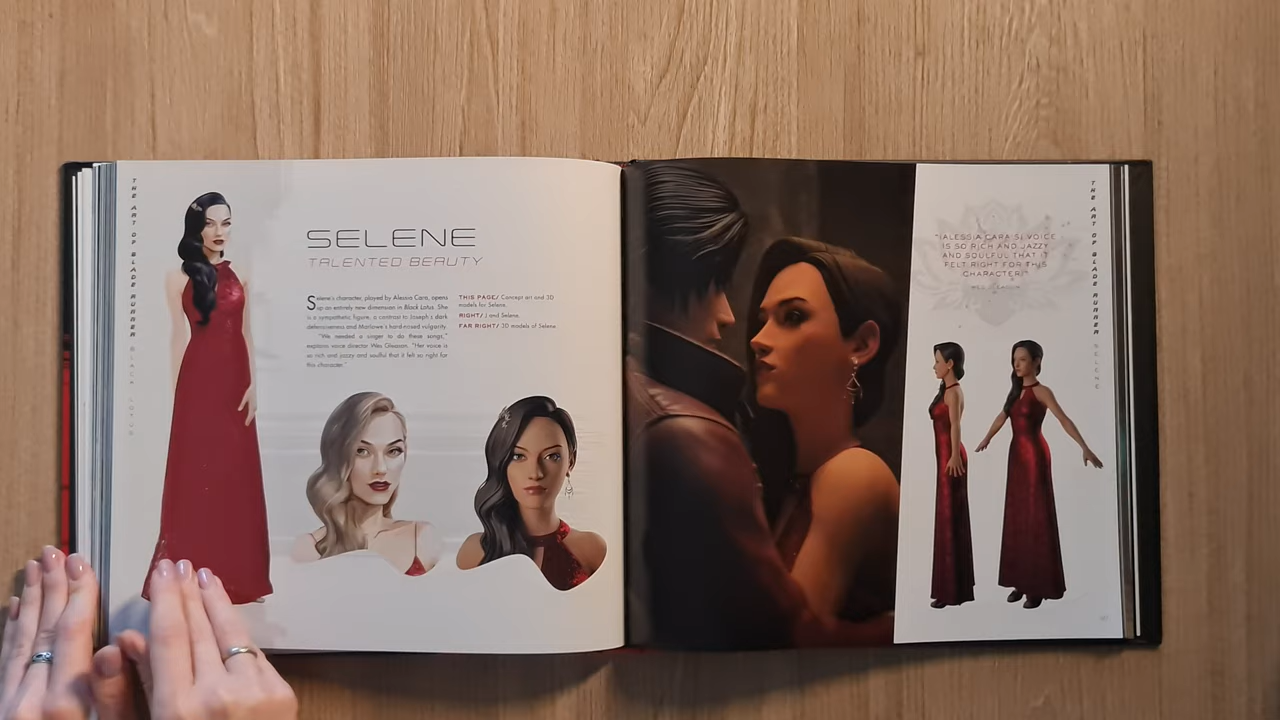 THE ART OF BLADE RUNNER BLACK LOTUS
SELENE
TALENTED BEAUTY
Selene's character, played by Alessia Cara, opens
up an entirely new dimension in Black Lotus. She
is a sympathetic figure, a contrast to Joseph's dark
defensiveness and Marlowe's hard-nosed vulgarity.
"We needed a singer to do these songs,"
explains voice director Wes Gleason. "Her voice is
so rich and jazzy and soulful that it felt so right for
this character."
THIS PAGE/ Concept art and 3D
models for Selene.
RIGHT/ J and Selene.
FAR RIGHT/ 3D models of Selene.
"[ALESSIA CARA'S] VOICE
IS SO RICH AND JAZZY
AND SOULFUL THAT IT
FELT RIGHT FOR THIS
CHARACTER!"
WES GLEASON
THE ART OF BLADE RUNNER SELENE